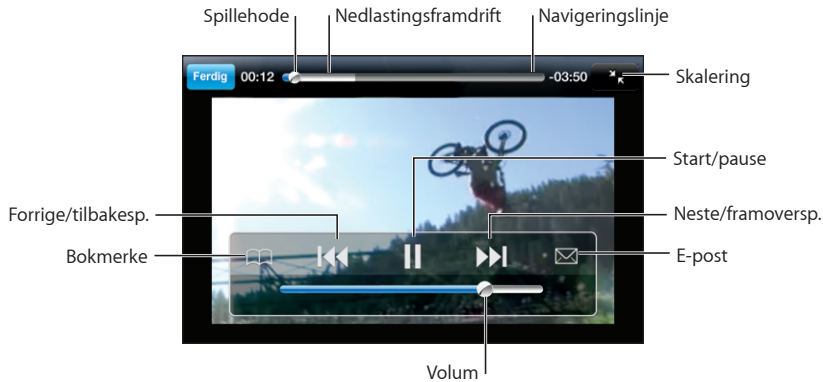 Spillehode Nedlastingsframdrift Navigeringslinje
Ferdig 00:12 -03:50 Skalering
Start/pause
Forrige/tilbakesp. Neste/framoversp.
Bokmerke E-post
Volum